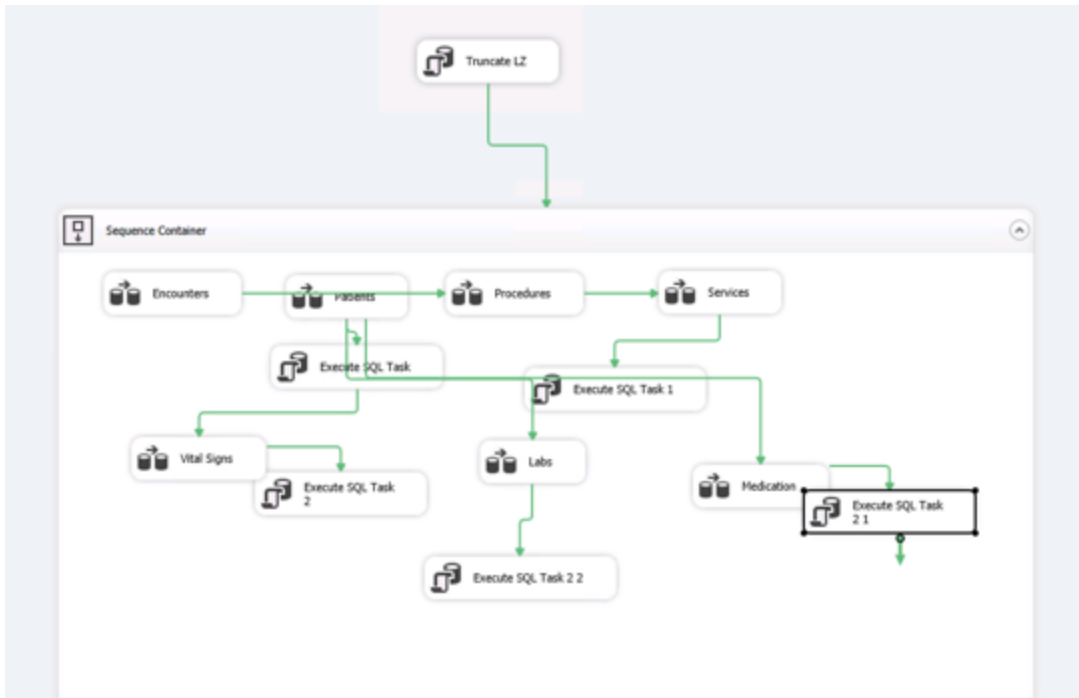 Truncate LZ
Sequence Container
Encounters
Patients
Procedures
Services
Execute SQL Task
Execute SQL Task 1
Vital Signs
Labs
Medication
Execute SQL Task
2
Execute SQL Task
2 1
Execute SQL Task 2 2